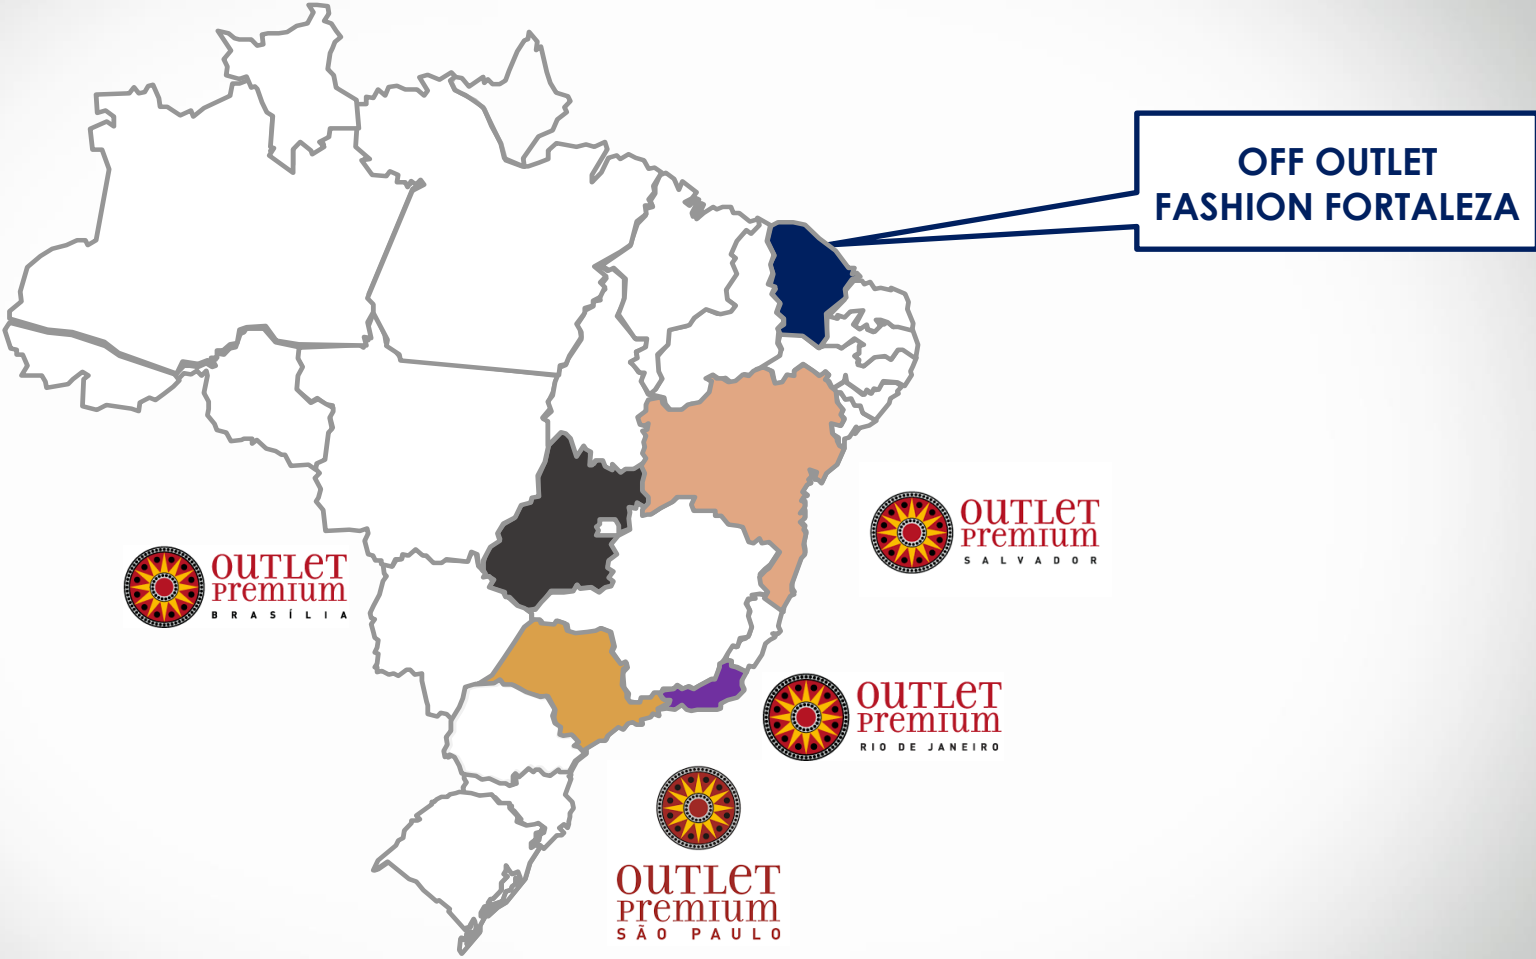 OFF OUTLET
FASHION FORTALEZA
OUTLET
PREMIUM
SALVADOR
OUTLET
PREMIUM
BRASÍLIA
OUTLET
PREMIUM
RIO DE JANEIRO
OUTLET
PREMIUM
SÃO PAULO